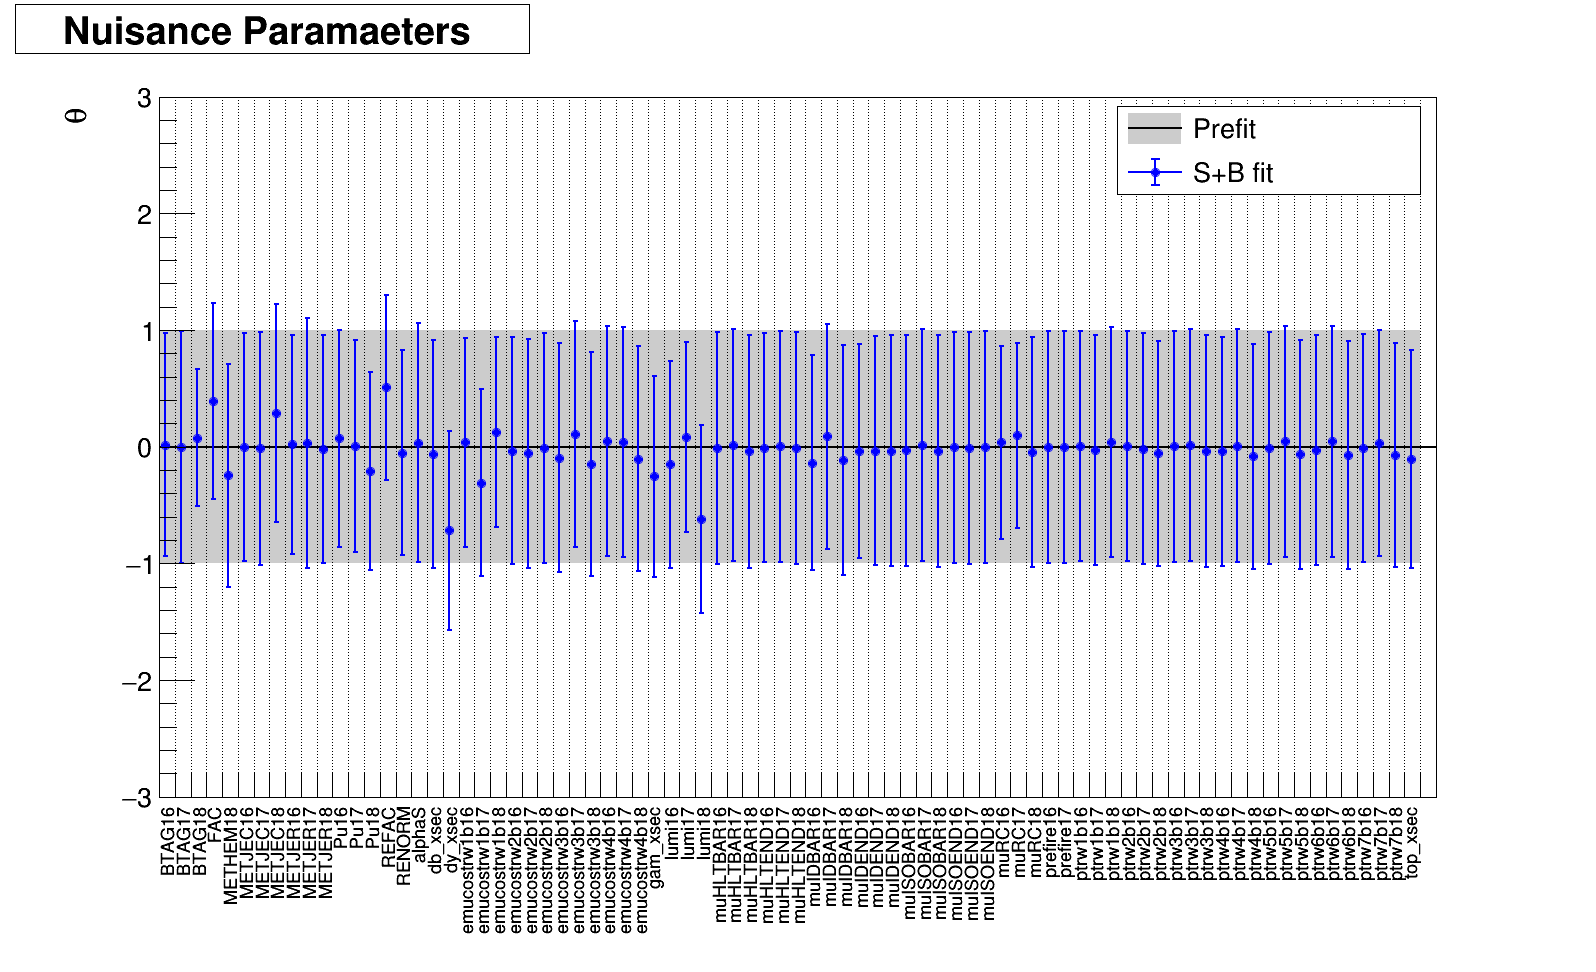 Nuisance Paramaeters
θ
3
2
1
0
−1
−2
−3
Prefit
S+B fit
BTAG16
BTAG17
BTAG18
FAC
METHEM18
METJEC16
METJEC17
METJEC18
METJER16
METJER17
METJER18
Pu16
Pu17
Pu18
REFAC
RENORM
alphaS
db_xsec
dy_xsec
emucostrw1b16
emucostrw1b17
emucostrw1b18
emucostrw2b16
emucostrw2b17
emucostrw2b18
emucostrw3b16
emucostrw3b17
emucostrw3b18
emucostrw4b16
emucostrw4b17
emucostrw4b18
gam_xsec
lumi16
lumi17
lumi18
muHLTBAR16
muHLTBAR17
muHLTBAR18
muHLTEND16
muHLTEND17
muHLTEND18
muIDBAR16
muIDBAR17
muIDBAR18
muIDEND16
muIDEND17
muIDEND18
muISOBAR16
muISOBAR17
muISOBAR18
muISOEND16
muISOEND17
muISOEND18
muRC16
muRC17
muRC18
prefire16
prefire17
ptrw1b16
ptrw1b17
ptrw1b18
ptrw2b16
ptrw2b17
ptrw2b18
ptrw3b16
ptrw3b17
ptrw3b18
ptrw4b16
ptrw4b17
ptrw4b18
ptrw5b16
ptrw5b17
ptrw5b18
ptrw6b16
ptrw6b17
ptrw6b18
ptrw7b16
ptrw7b17
ptrw7b18
top_xsec